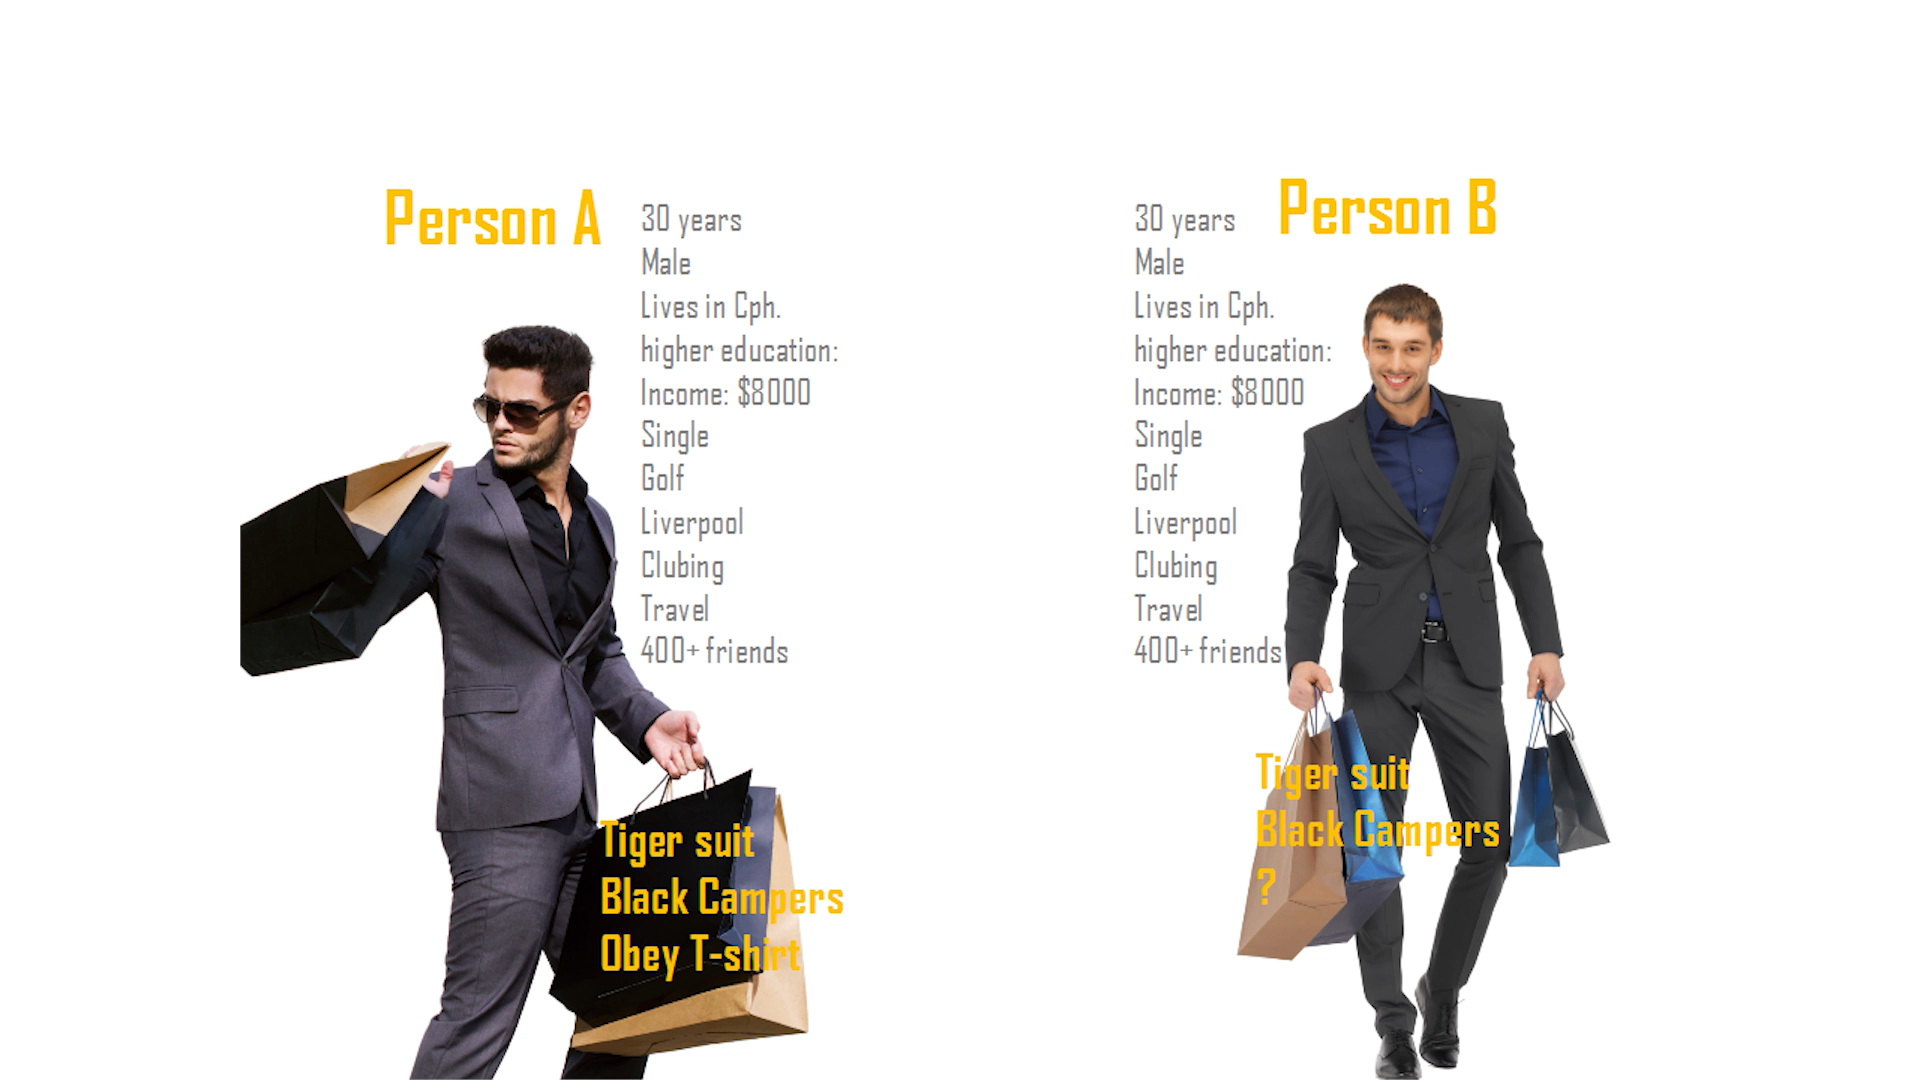 Person A
30 years
Male
Lives in Cph.
higher education:
Income: $8000
Single
Golf
Liverpool
Clubing
Travel
400+ friends
Tiger suit
Black Campers
Obey T-shirt
Person B
30 years
Male
Lives in Cph.
higher education:
Income: $8000
Single
Golf
Liverpool
Clubing
Travel
400+ friends
Tiger suit
Black Campers
?